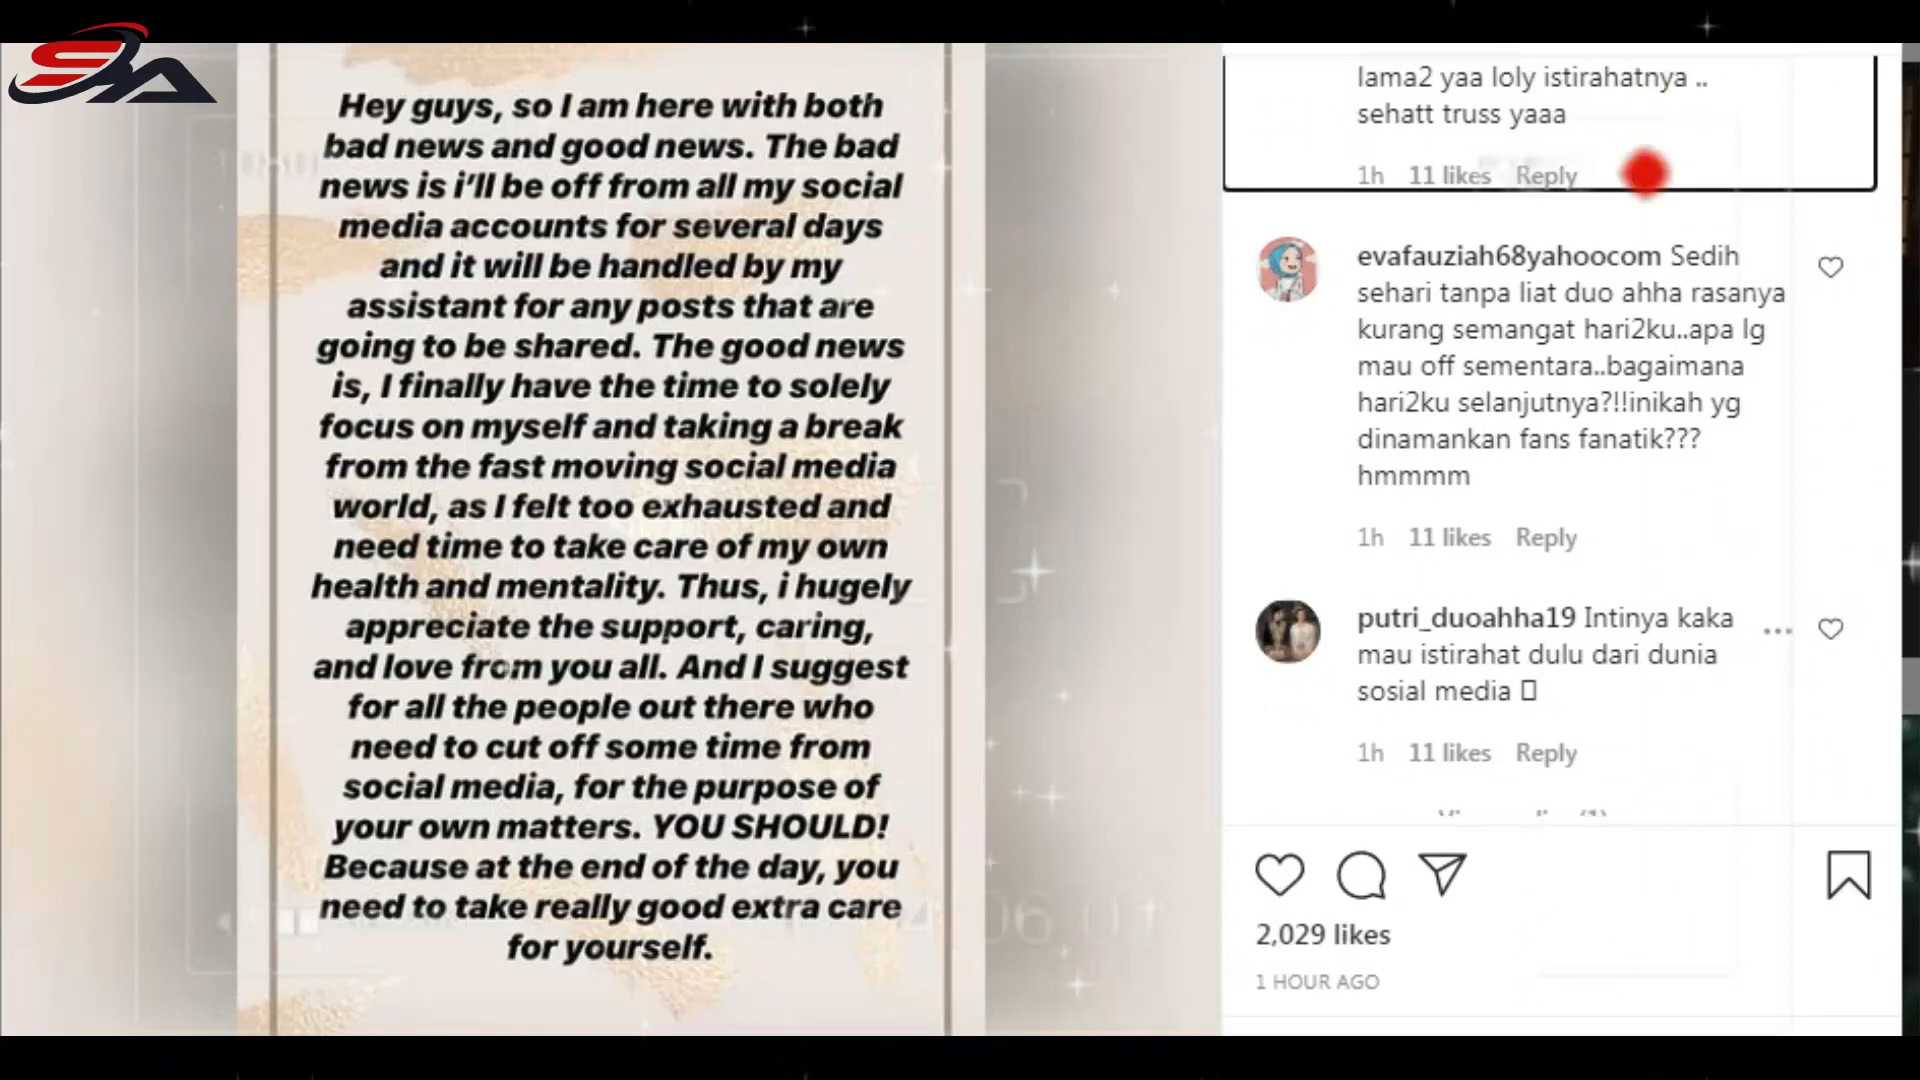 SA
Hey guys, so I am here with both
bad news and good news. The bad
news is i'll be off from all my social
media accounts for several days
and it will be handled by my
assistant for any posts that are
going to be shared. The good news
is, I finally have the time to solely
focus on myself and taking a break
from the fast moving social media
world, as I felt too exhausted and
need time to take care of my own
health and mentality. Thus, i hugely
appreciate the support, caring,
and love from you all. And I suggest
for all the people out there who
need to cut off some time from
social media, for the purpose of
your own matters. YOU SHOULD!
Because at the end of the day, you
need to take really good extra care
for yourself.
lama2 yaa loly istirahatnya ..
sehatt truss yaaa
1h 11 likes Reply
evafauziah68yahoocom Sedih
sehari tanpa liat duo ahha rasanya
kurang semangat hari2ku..apa lg
mau off sementara..bagaimana
hari2ku selanjutnya?!!inikah yg
dinamankan fans fanatik???
hmmmm
1h 11 likes Reply
putri_duoahha19 Intinya kaka
mau istirahat dulu dari dunia
sosial media
1h 11 likes Reply
2,029 likes
1 HOUR AGO